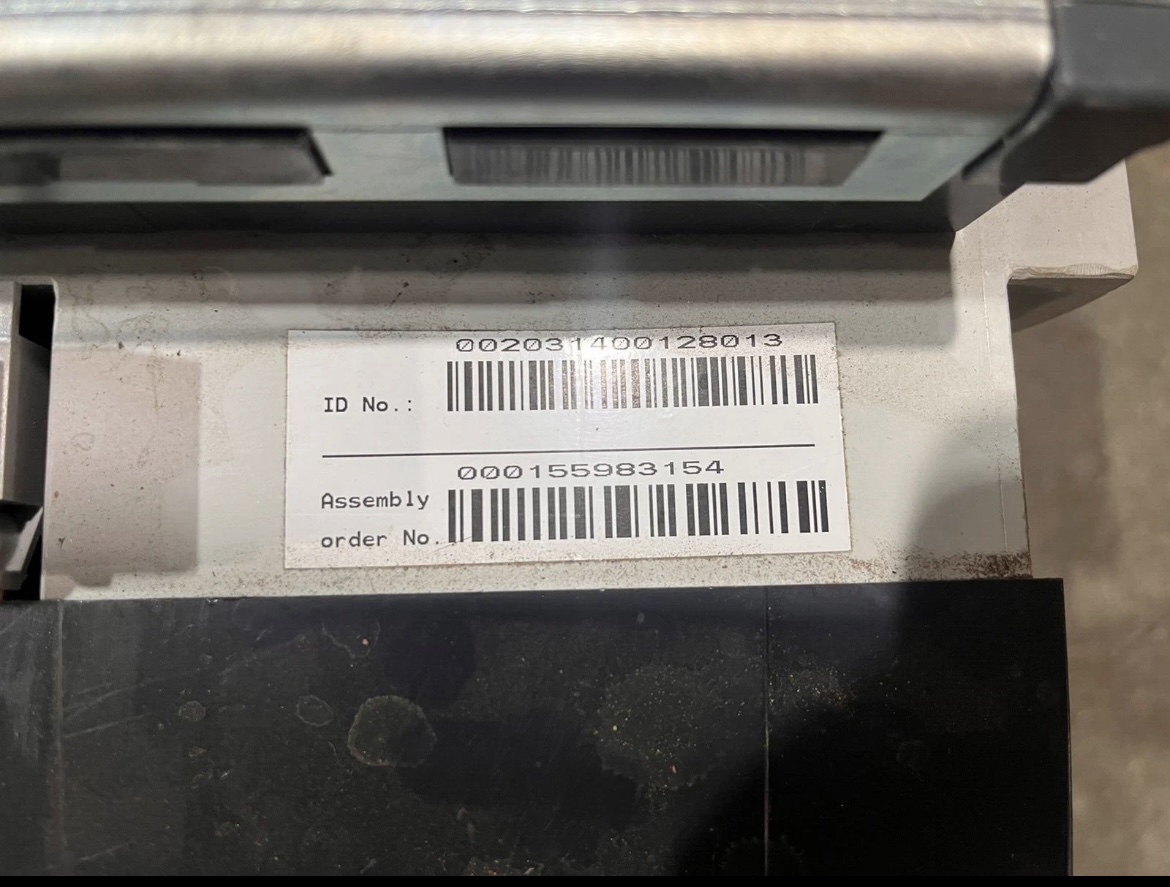 002031400128013
ID No.:
000155983154
Assembly
order No.